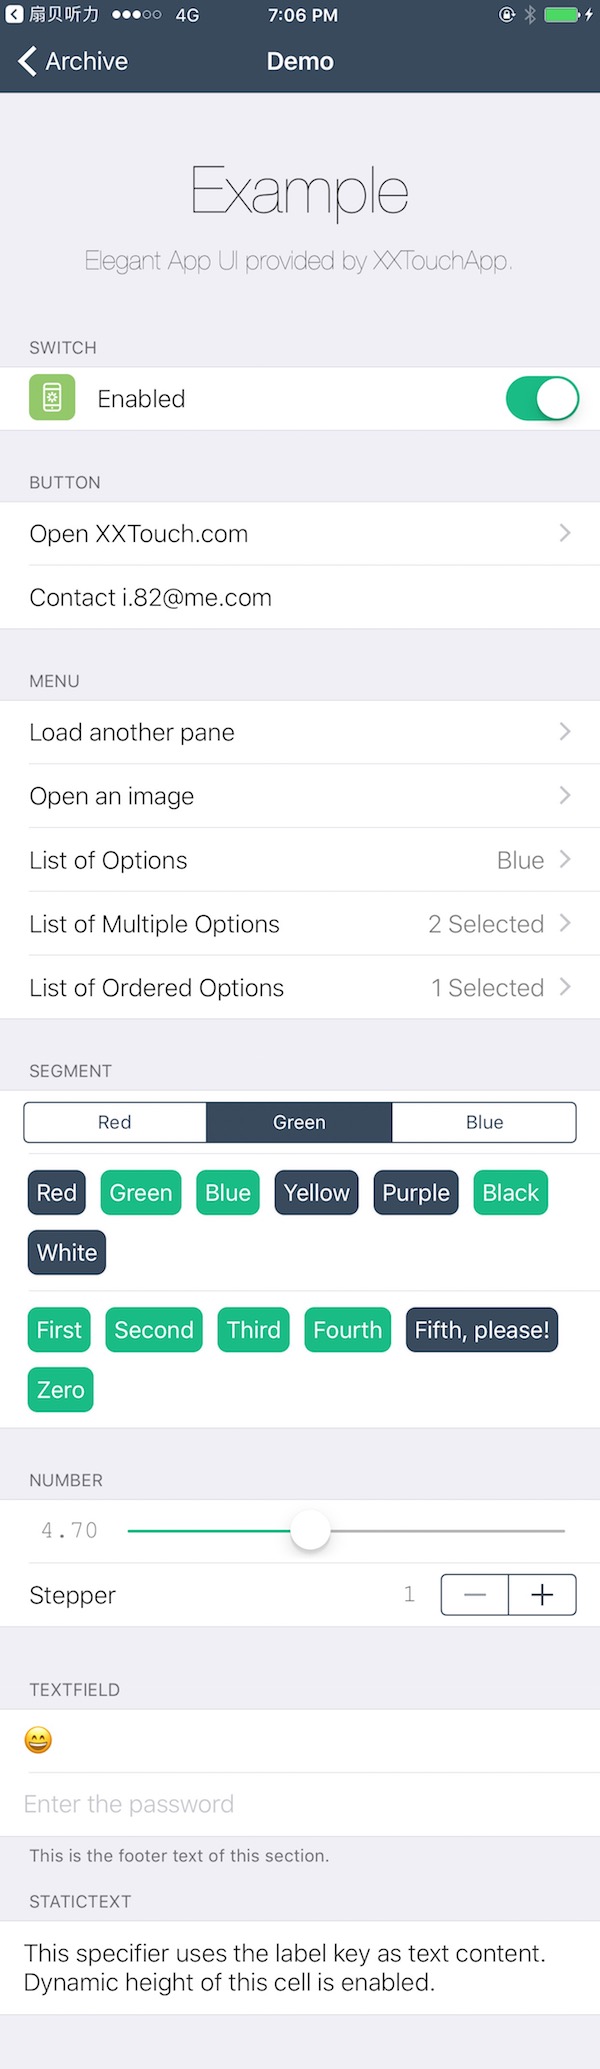 扇贝听力 4G 7:06 PM
Archive Demo
Example
Elegant App UI provided by XXTouchApp.
SWITCH
Enabled
BUTTON
Open XXTouch.com
Contact i.82@me.com
MENU
Load another pane
Open an image
List of Options Blue
List of Multiple Options 2 Selected
List of Ordered Options 1 Selected
SEGMENT
Red Green Blue
Red Green Blue Yellow Purple Black
White
First Second Third Fourth Fifth, please!
Zero
NUMBER
4.70
Stepper 1 — +
TEXTFIELD
😄
Enter the password
This is the footer text of this section.
STATICTEXT
This specifier uses the label key as text content.
Dynamic height of this cell is enabled.